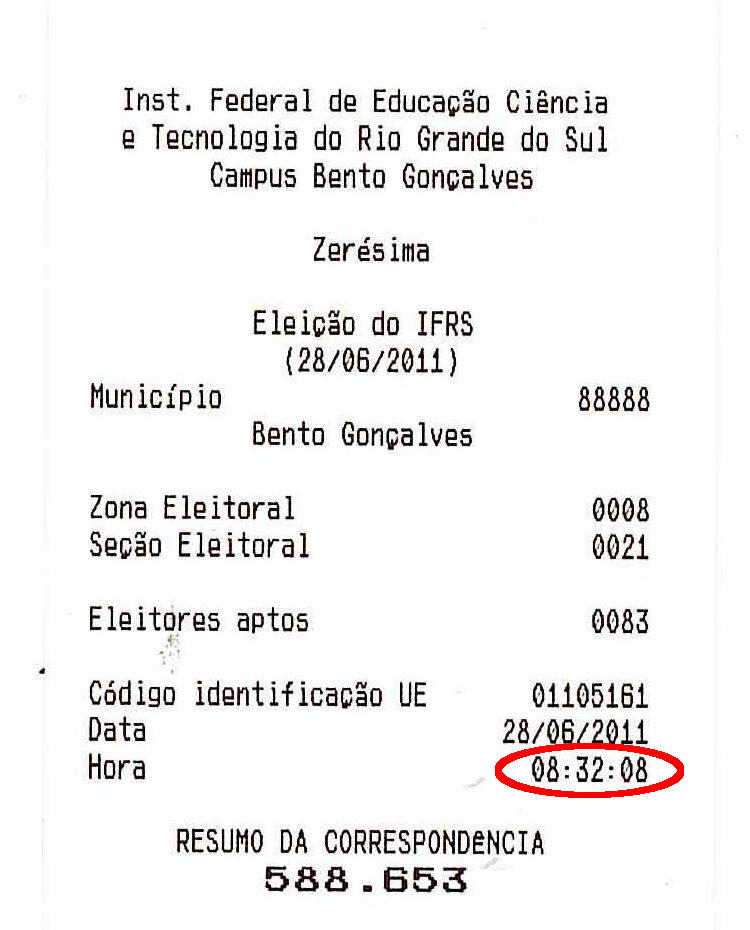 Inst. Federal de Educação Ciência
e Tecnologia do Rio Grande do Sul
Campus Bento Gonçalves
Zerésima
Eleição do IFRS
(28/06/2011)
Município 88888
Bento Gonçalves
Zona Eleitoral 0008
Seção Eleitoral 0021
Eleitores aptos 0083
Código identificação UE 01105161
Data 28/06/2011
Hora 08:32:08
RESUMO DA CORRESPONDêNCIA
588.653